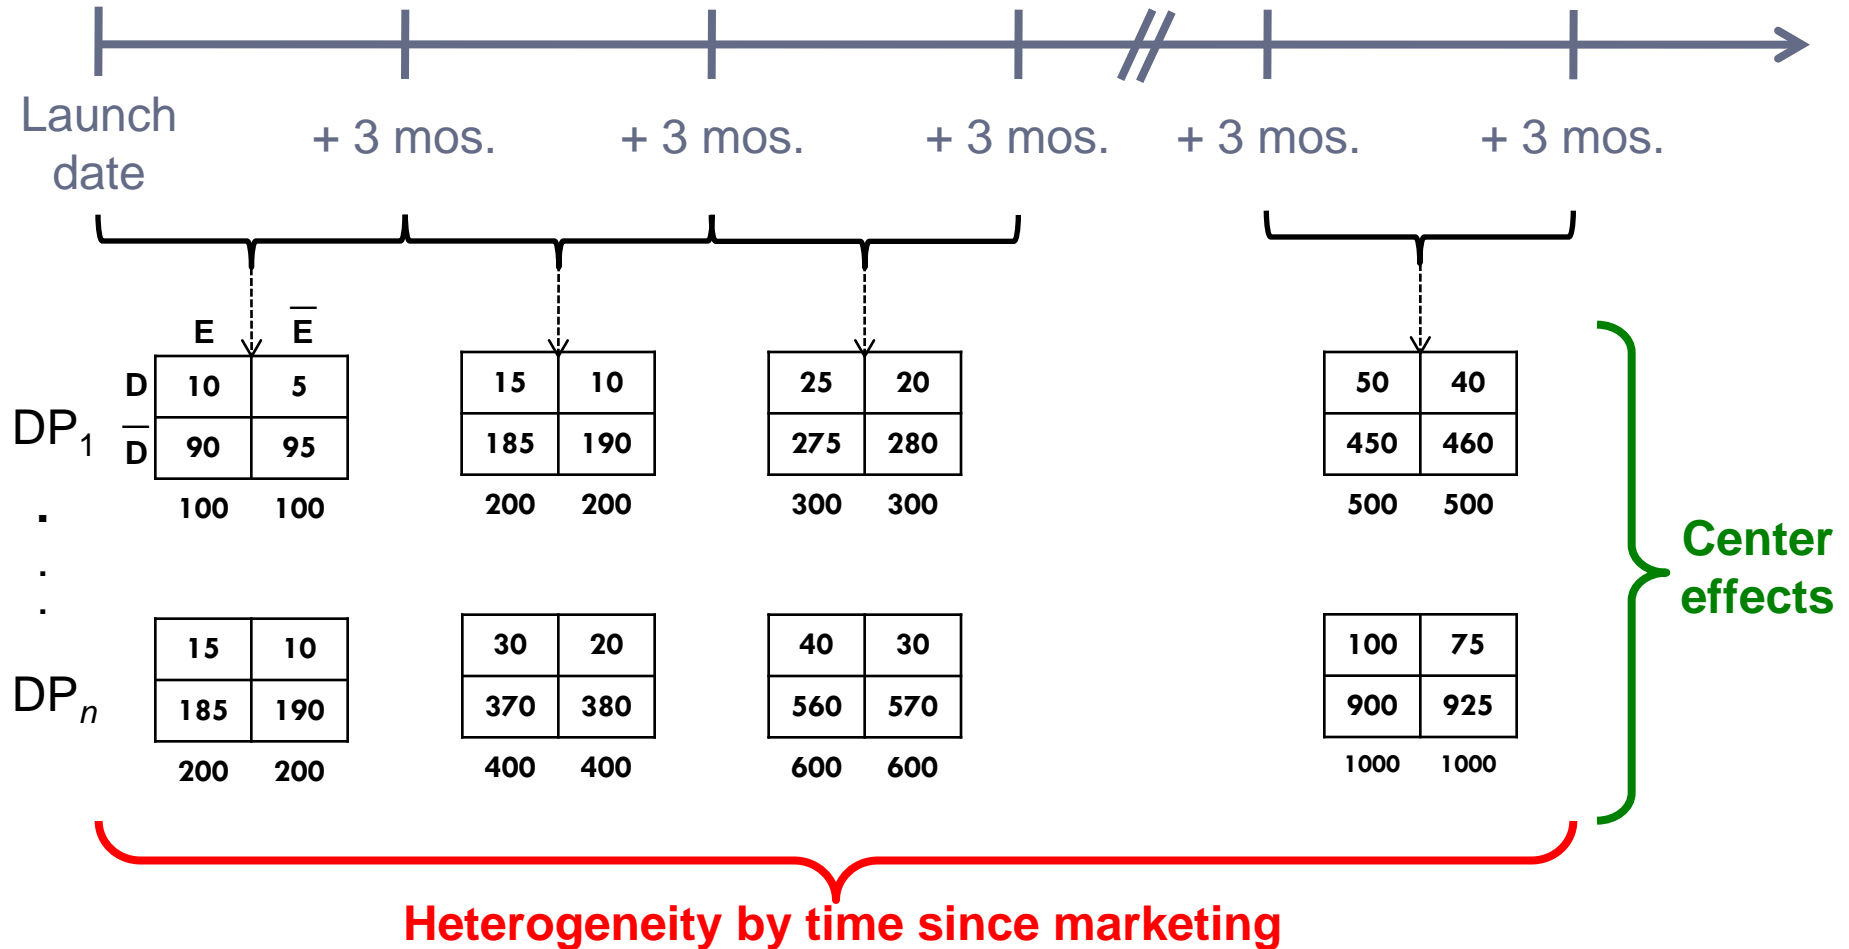 Launch
date
+ 3 mos. + 3 mos. + 3 mos. + 3 mos. + 3 mos.
E E̅
D 10 5 15 10 25 20 50 40
DP1 D̅ 90 95 185 190 275 280 450 460
100 100 200 200 300 300 500 500
.
.
.
Center
effects
15 10 30 20 40 30 100 75
DPn 185 190 370 380 560 570 900 925
200 200 400 400 600 600 1000 1000
Heterogeneity by time since marketing